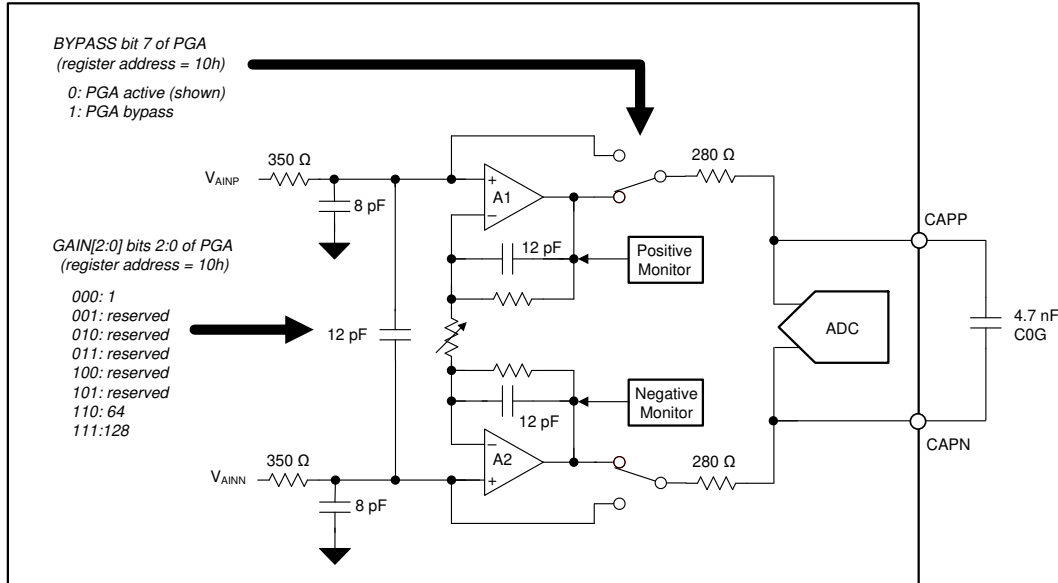 BYPASS bit 7 of PGA
(register address = 10h)
0: PGA active (shown)
1: PGA bypass
350 Ω
VAINP
8 pF
A1
+
−
12 pF
Positive
Monitor
280 Ω
CAPP
GAIN[2:0] bits 2:0 of PGA
(register address = 10h)
000: 1
001: reserved
010: reserved
011: reserved
100: reserved
101: reserved
110: 64
111:128
12 pF
ADC
4.7 nF
C0G
Negative
Monitor
12 pF
−
+
A2
350 Ω
VAINN
8 pF
280 Ω
CAPN